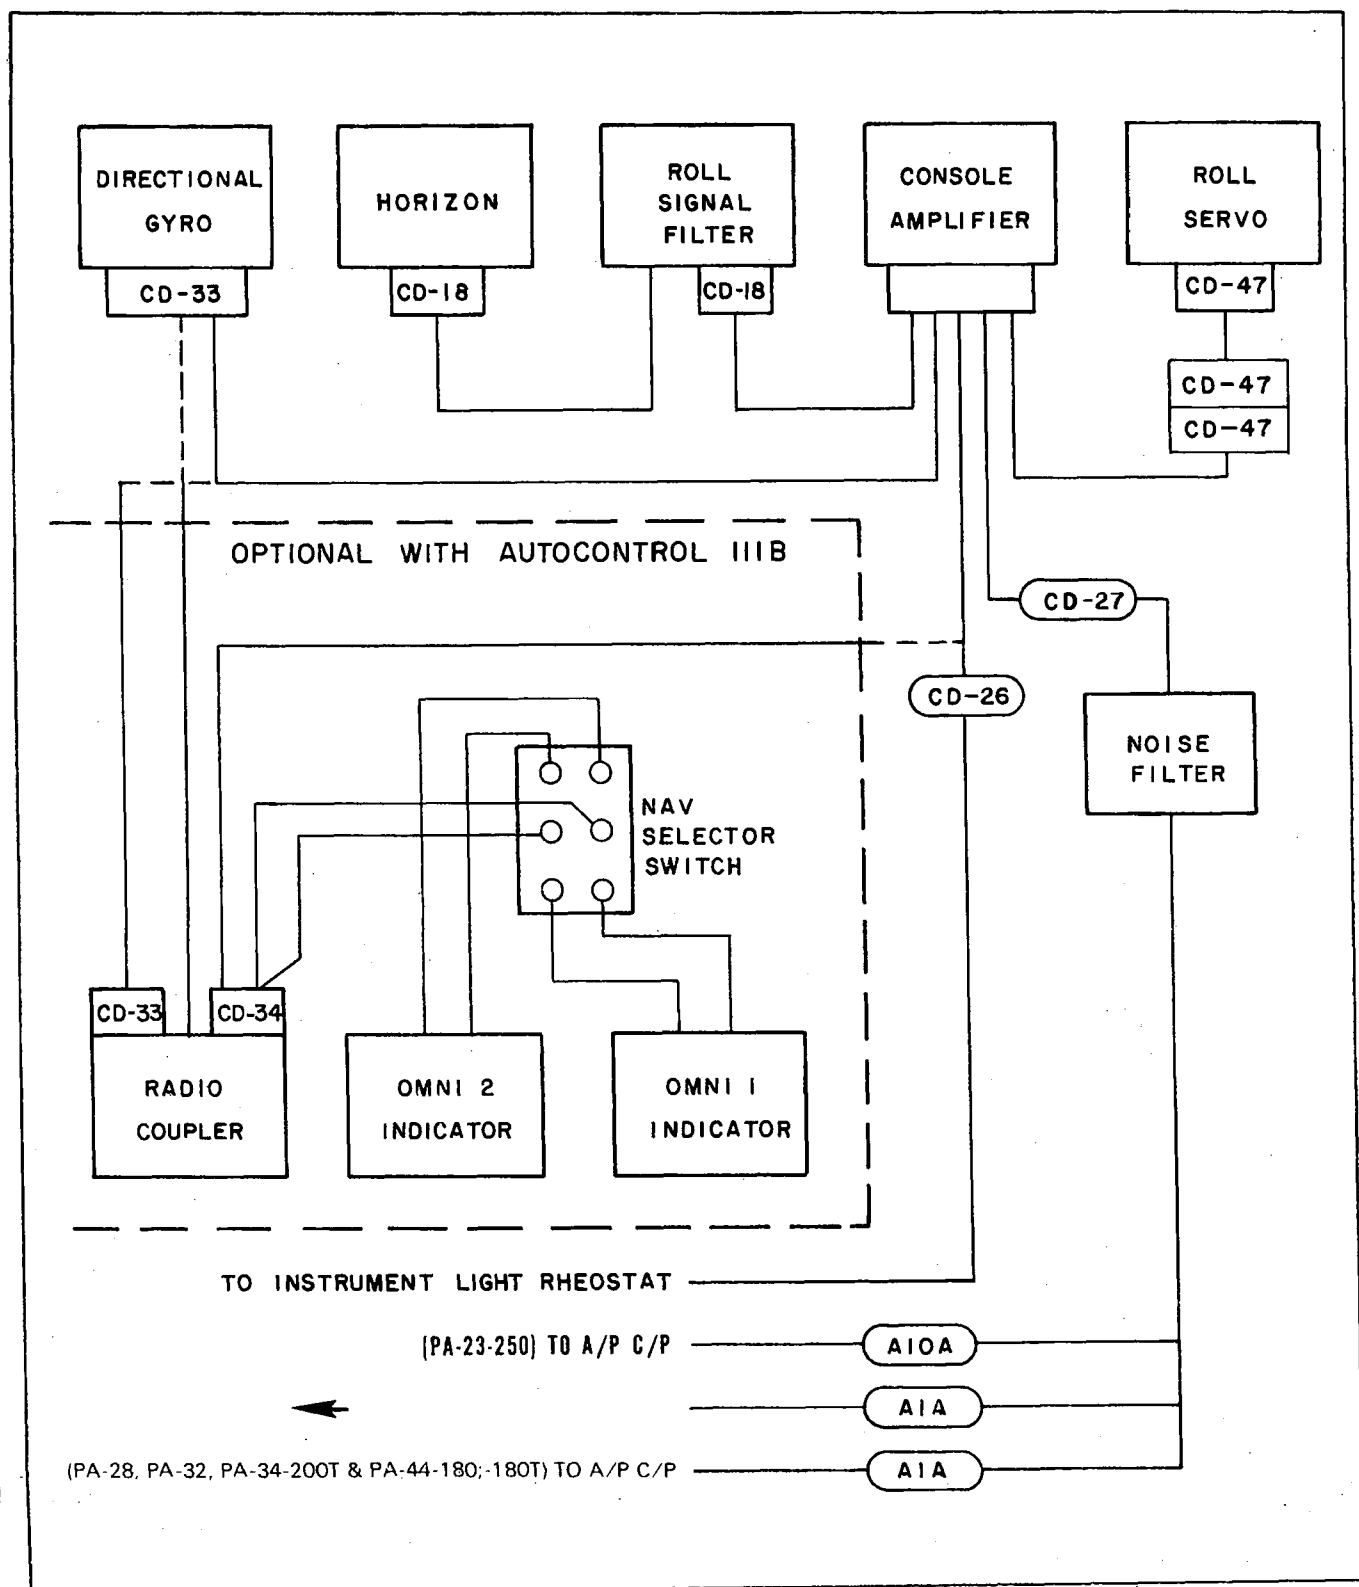 DIRECTIONAL
GYRO
CD-33
HORIZON
CD-18
ROLL
SIGNAL
FILTER
CD-18
CONSOLE
AMPLIFIER
ROLL
SERVO
CD-47
CD-47
CD-47
OPTIONAL WITH AUTOCONTROL IIIB
CD-27
CD-26
NOISE
FILTER
NAV
SELECTOR
SWITCH
CD-33
CD-34
RADIO
COUPLER
OMNI 2
INDICATOR
OMNI 1
INDICATOR
TO INSTRUMENT LIGHT RHEOSTAT
(PA-23-250) TO A/P C/P
A10A
A1A
(PA-28, PA-32, PA-34-200T & PA-44-180;-180T) TO A/P C/P
A1A